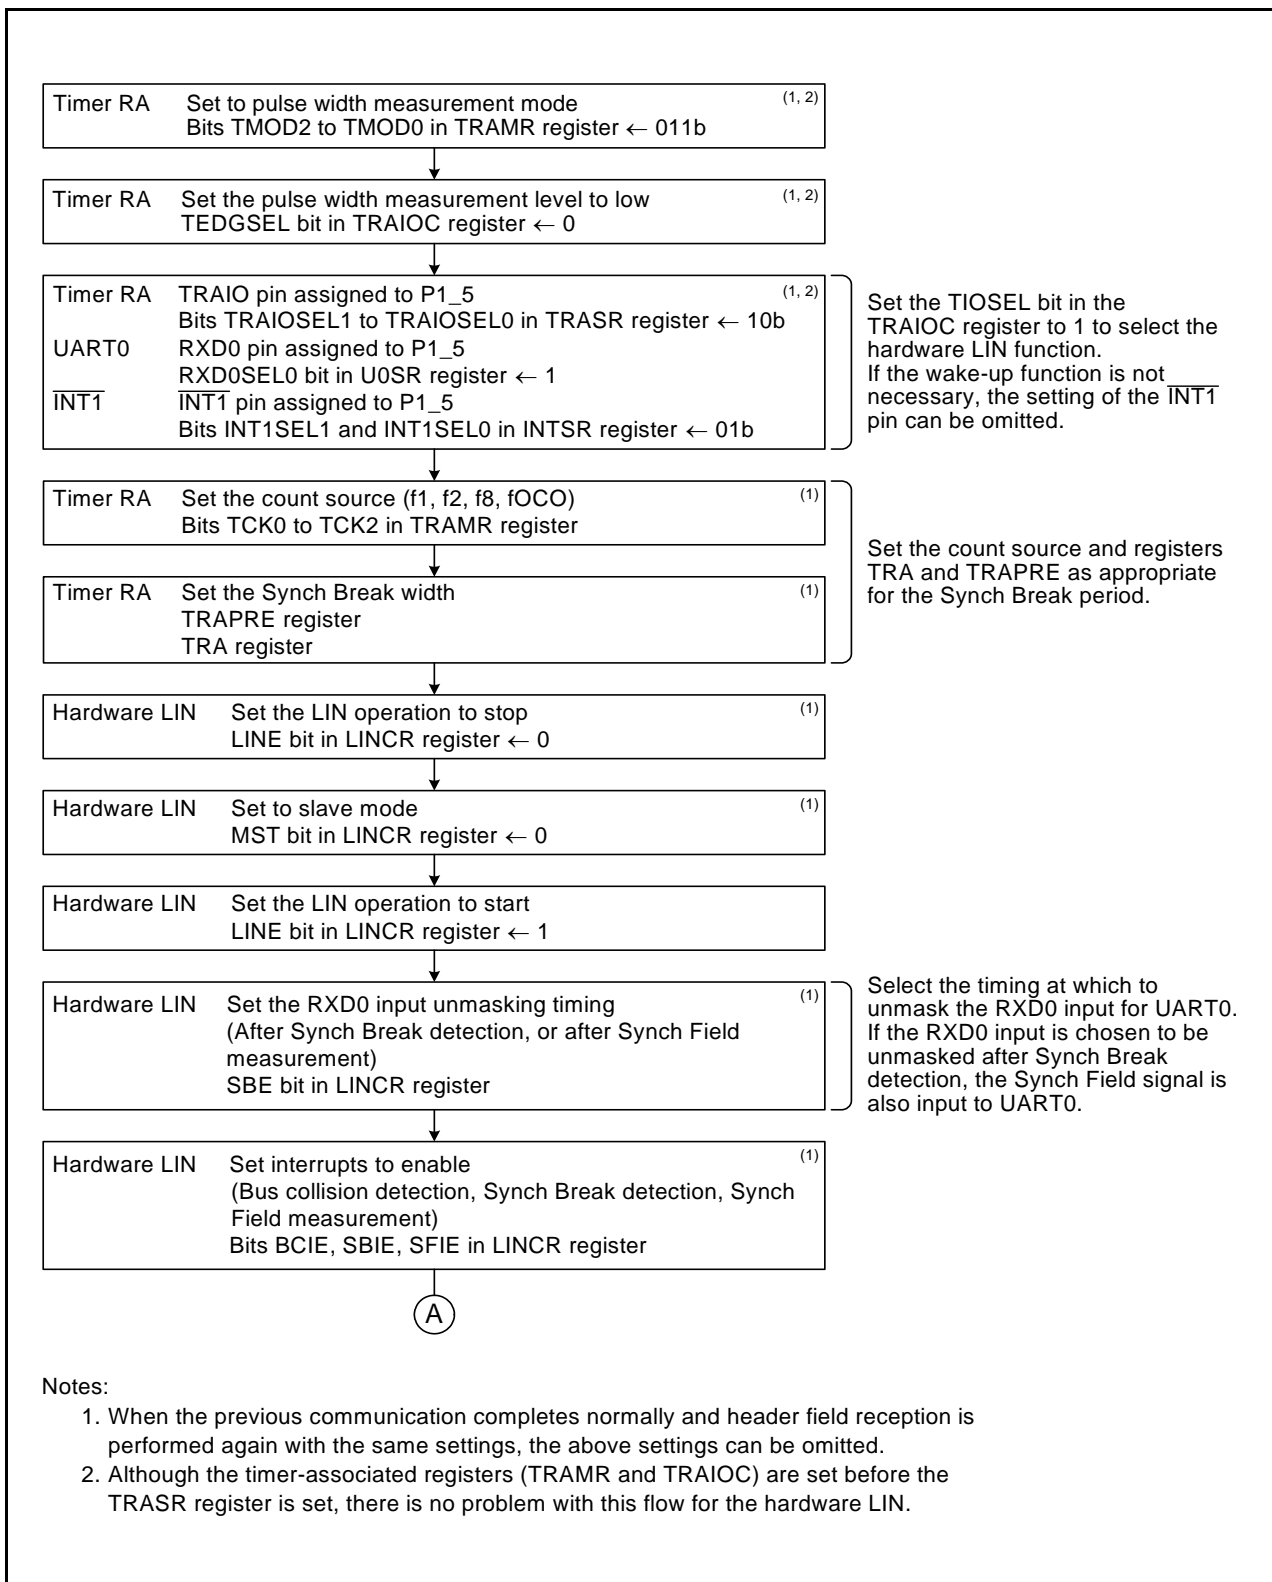 Timer RA Set to pulse width measurement mode (1, 2)
Bits TMOD2 to TMOD0 in TRAMR register ← 011b
Timer RA Set the pulse width measurement level to low (1, 2)
TEDGSEL bit in TRAIOC register ← 0
Timer RA TRAIO pin assigned to P1_5 (1, 2)
Bits TRAIOSEL1 to TRAIOSEL0 in TRASR register ← 10b
UART0 RXD0 pin assigned to P1_5
RXD0SEL0 bit in U0SR register ← 1
INT1 INT1 pin assigned to P1_5
Bits INT1SEL1 and INT1SEL0 in INTSR register ← 01b
Set the TIOSEL bit in the
TRAIOC register to 1 to select the
hardware LIN function.
If the wake-up function is not
necessary, the setting of the INT1
pin can be omitted.
Timer RA Set the count source (f1, f2, f8, fOCO) (1)
Bits TCK0 to TCK2 in TRAMR register
Timer RA Set the Synch Break width (1)
TRAPRE register
TRA register
Set the count source and registers
TRA and TRAPRE as appropriate
for the Synch Break period.
Hardware LIN Set the LIN operation to stop (1)
LINE bit in LINCR register ← 0
Hardware LIN Set to slave mode (1)
MST bit in LINCR register ← 0
Hardware LIN Set the LIN operation to start
LINE bit in LINCR register ← 1
Hardware LIN Set the RXD0 input unmasking timing (1)
(After Synch Break detection, or after Synch Field
measurement)
SBE bit in LINCR register
Select the timing at which to
unmask the RXD0 input for UART0.
If the RXD0 input is chosen to be
unmasked after Synch Break
detection, the Synch Field signal is
also input to UART0.
Hardware LIN Set interrupts to enable (1)
(Bus collision detection, Synch Break detection, Synch
Field measurement)
Bits BCIE, SBIE, SFIE in LINCR register
A
Notes:
1. When the previous communication completes normally and header field reception is
performed again with the same settings, the above settings can be omitted.
2. Although the timer-associated registers (TRAMR and TRAIOC) are set before the
TRASR register is set, there is no problem with this flow for the hardware LIN.